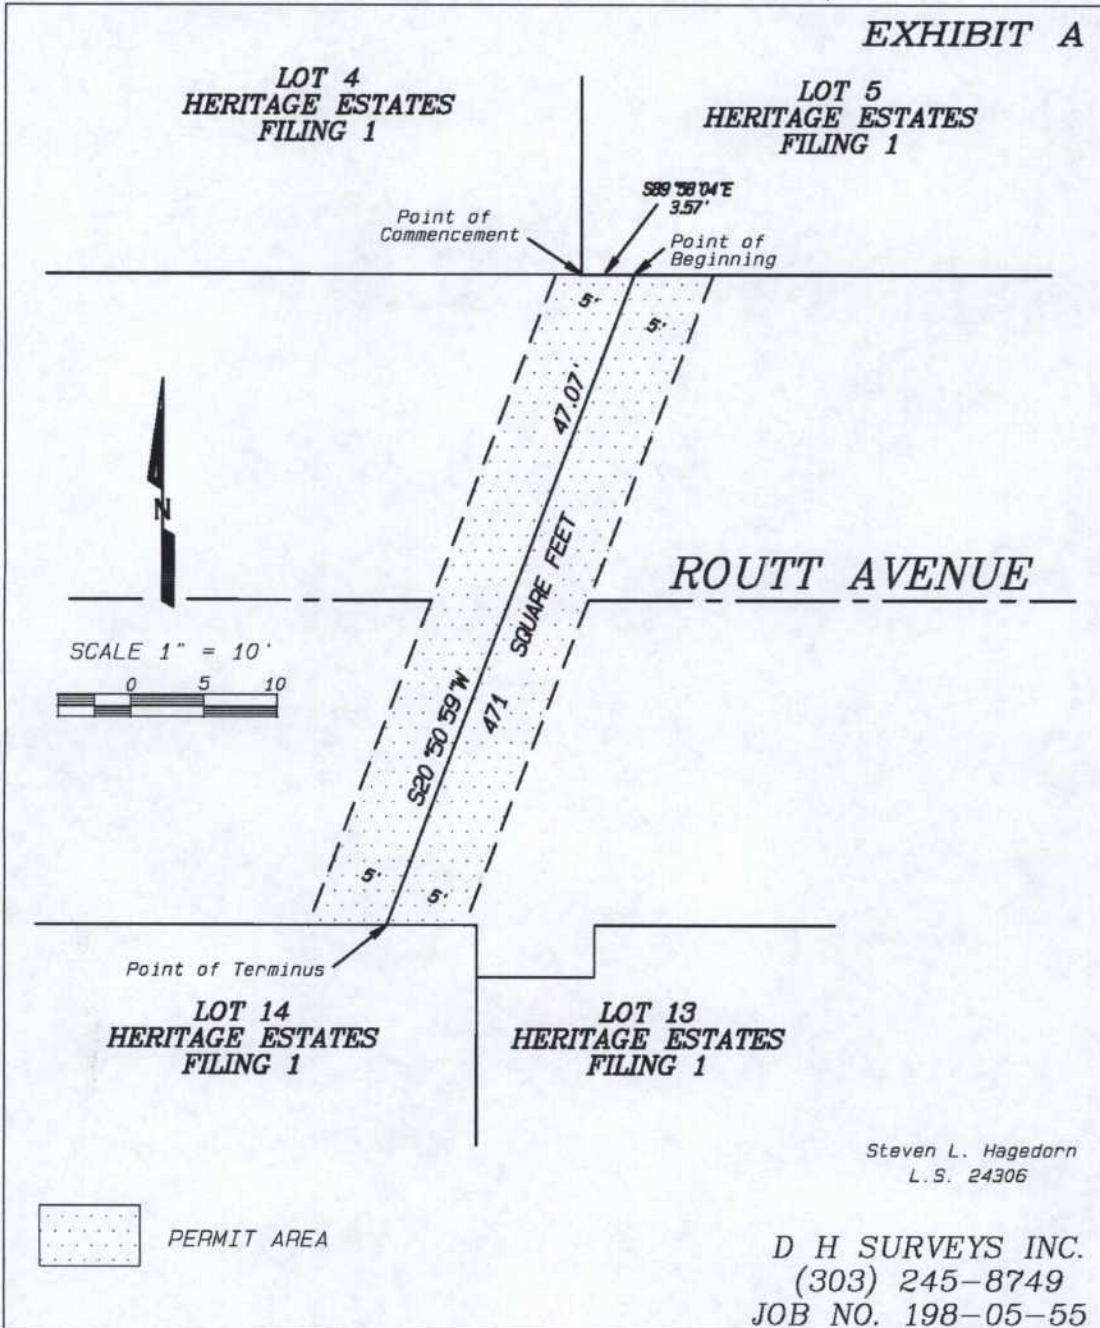 EXHIBIT A
LOT 4
HERITAGE ESTATES
FILING 1
LOT 5
HERITAGE ESTATES
FILING 1
S89°58'04"E
3.57'
Point of
Commencement
Point of
Beginning
5'
5'
47.07'
N
SQUARE FEET
ROUTT AVENUE
SCALE 1" = 10'
0 5 10
S20°50'59"W
471
5'
5'
Point of Terminus
LOT 14
HERITAGE ESTATES
FILING 1
LOT 13
HERITAGE ESTATES
FILING 1
Steven L. Hagedorn
L.S. 24306
PERMIT AREA
D H SURVEYS INC.
(303) 245-8749
JOB NO. 198-05-55